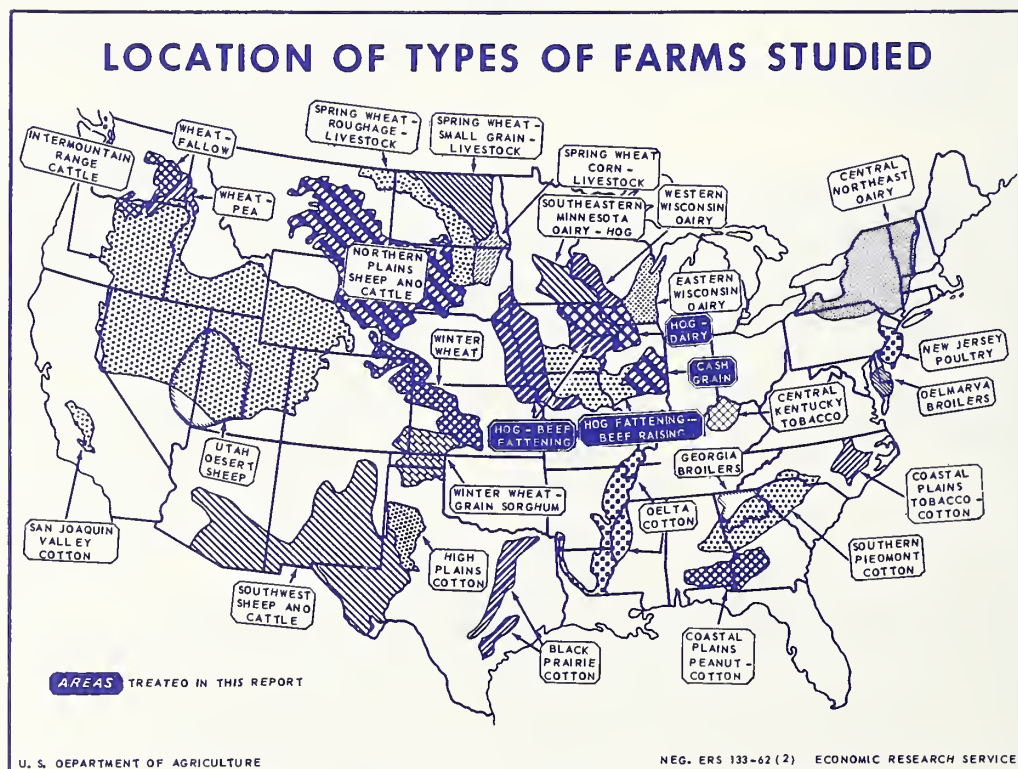 LOCATION OF TYPES OF FARMS STUDIED
SPRING WHEAT-
ROUGHAGE-
LIVESTOCK
SPRING WHEAT-
SMALL GRAIN-
LIVESTOCK
WHEAT-
FALLOW
INTERMOUNTAIN
RANGE
CATTLE
WHEAT-
PEA
SPRING WHEAT
CORN-
LIVESTOCK
WESTERN
WISCONSIN
DAIRY
SOUTHEASTERN
MINNESOTA
DAIRY-HOG
CENTRAL
NORTHEAST
DAIRY
NORTHERN
PLAINS
SHEEP AND
CATTLE
EASTERN
WISCONSIN
DAIRY
WINTER
WHEAT
HOG-
DAIRY
CASH
GRAIN
NEW JERSEY
POULTRY
DELMARVA
BROILERS
CENTRAL
KENTUCKY
TOBACCO
HOG-BEEF
FATTENING
HOG FATTENING-
BEEF RAISING
UTAH
DESERT
SHEEP
GEORGIA
BROILERS
WINTER WHEAT-
GRAIN SORGHUM
DELTA
COTTON
COASTAL
PLAINS
TOBACCO-
COTTON
SAN JOAQUIN
VALLEY
COTTON
HIGH
PLAINS
COTTON
SOUTHERN
PIEDMONT
COTTON
SOUTHWEST
SHEEP AND
CATTLE
BLACK
PRAIRIE
COTTON
COASTAL
PLAINS
PEANUT-
COTTON
AREAS TREATED IN THIS REPORT
U. S. DEPARTMENT OF AGRICULTURE
NEG. ERS 133-62 (2) ECONOMIC RESEARCH SERVICE